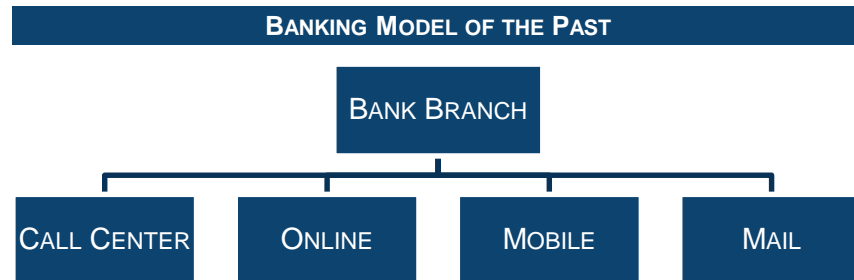 BANKING MODEL OF THE PAST
BANK BRANCH
CALL CENTER
ONLINE
MOBILE
MAIL